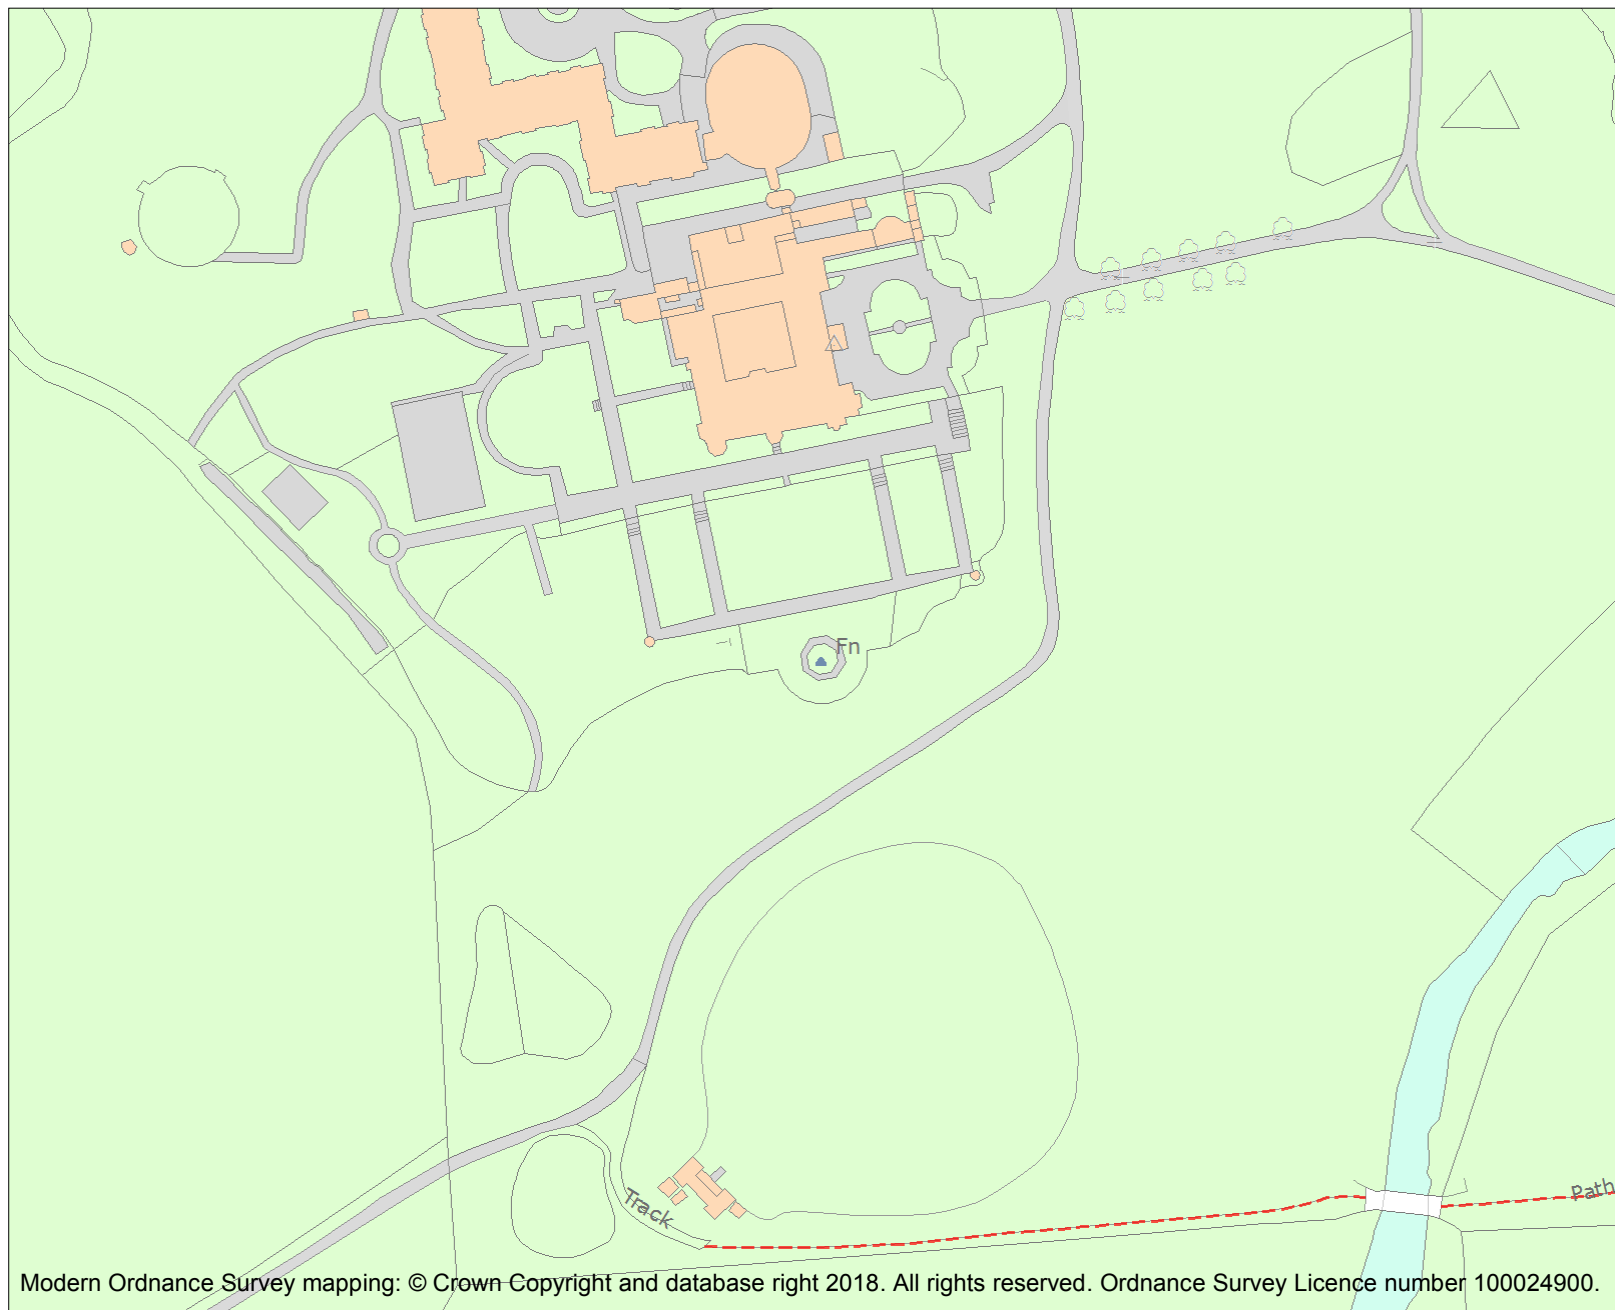 Fn
Track
Path
Modern Ordnance Survey mapping: © Crown Copyright and database right 2018. All rights reserved. Ordnance Survey Licence number 100024900.